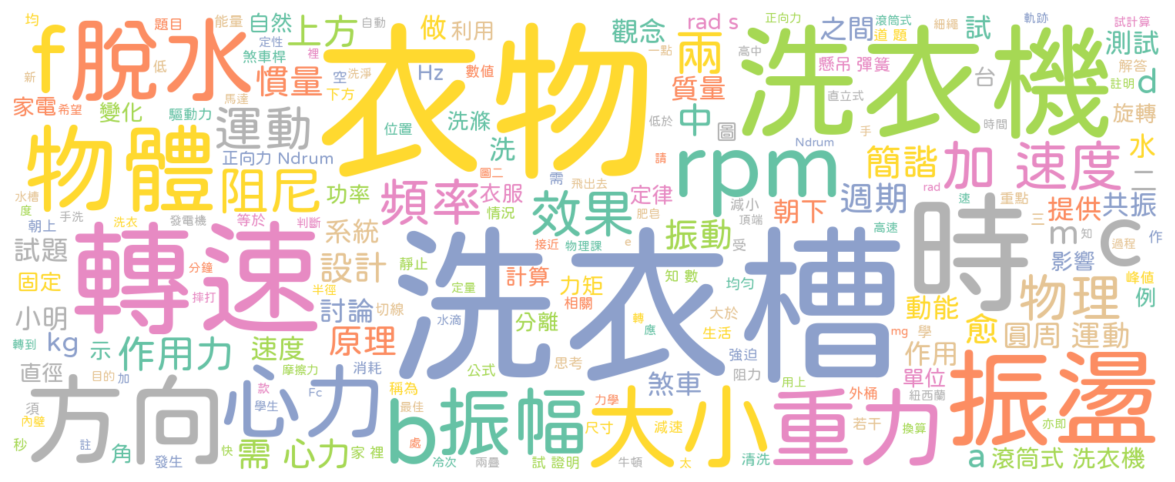 均 題目 能量 自動 正向力 滾筒式 細繩 軌跡
f 脫水 自然 上方 裡 做 利用 觀念 rad s 之間 道 題 試 試計算
新 定性 煞車桿 衣物 一點 高中 洗衣機 測試
低 慣量 空 洗淨 Hz 數值 兩 懸吊 彈簧 台 解答
家電 希望 變化 驅動力 馬達 下方 質量 直立式 註明 d
物體 運動 位置 洗滌 低於 中 圖 手 時間 旋轉
正向力 Ndrum 洗 請 Ndrum 簡諧 加 速度 水
水槽 阻尼 功率 頻率 圖二 需 飛出去 rpm rad 速 重點 二
度 手洗 洗衣 發電機 衣服 效果 定律 減小 週期 三 提供 共振
朝上 等於 判斷 情況 肥皂 頂端 朝下 高速 m 知 作
試題 轉速 系統 接近 物理課 e 振動 受 時 C 影響 過程
固定 分鐘 設計 靜止 計算 力矩 知 數 均勻 物理 峰值
小明 摔打 半徑 定量 相關 大於 動能 例
轉到 kg 討論 切線 水滴 分離 轉 應 生活 洗衣槽 mg 學 愈 圓周 運動
示 作用力 速度 原理 思考 強迫 作用
直徑 摩擦力 消耗 公式 煞車 阻力 單位
目的 加 方向 心力 款 Fc 稱為 力學 用上 外桶 紐西蘭 振盪
須 內壁 學生 最佳 b 振幅 處 尺寸 大小 減速 重力 若干 換算 亦即
秒 註 角 發生 快 需 心力 家 裡 冷次 兩疊 試 證明 牛頓 太 清洗 a 滾筒式 洗衣機